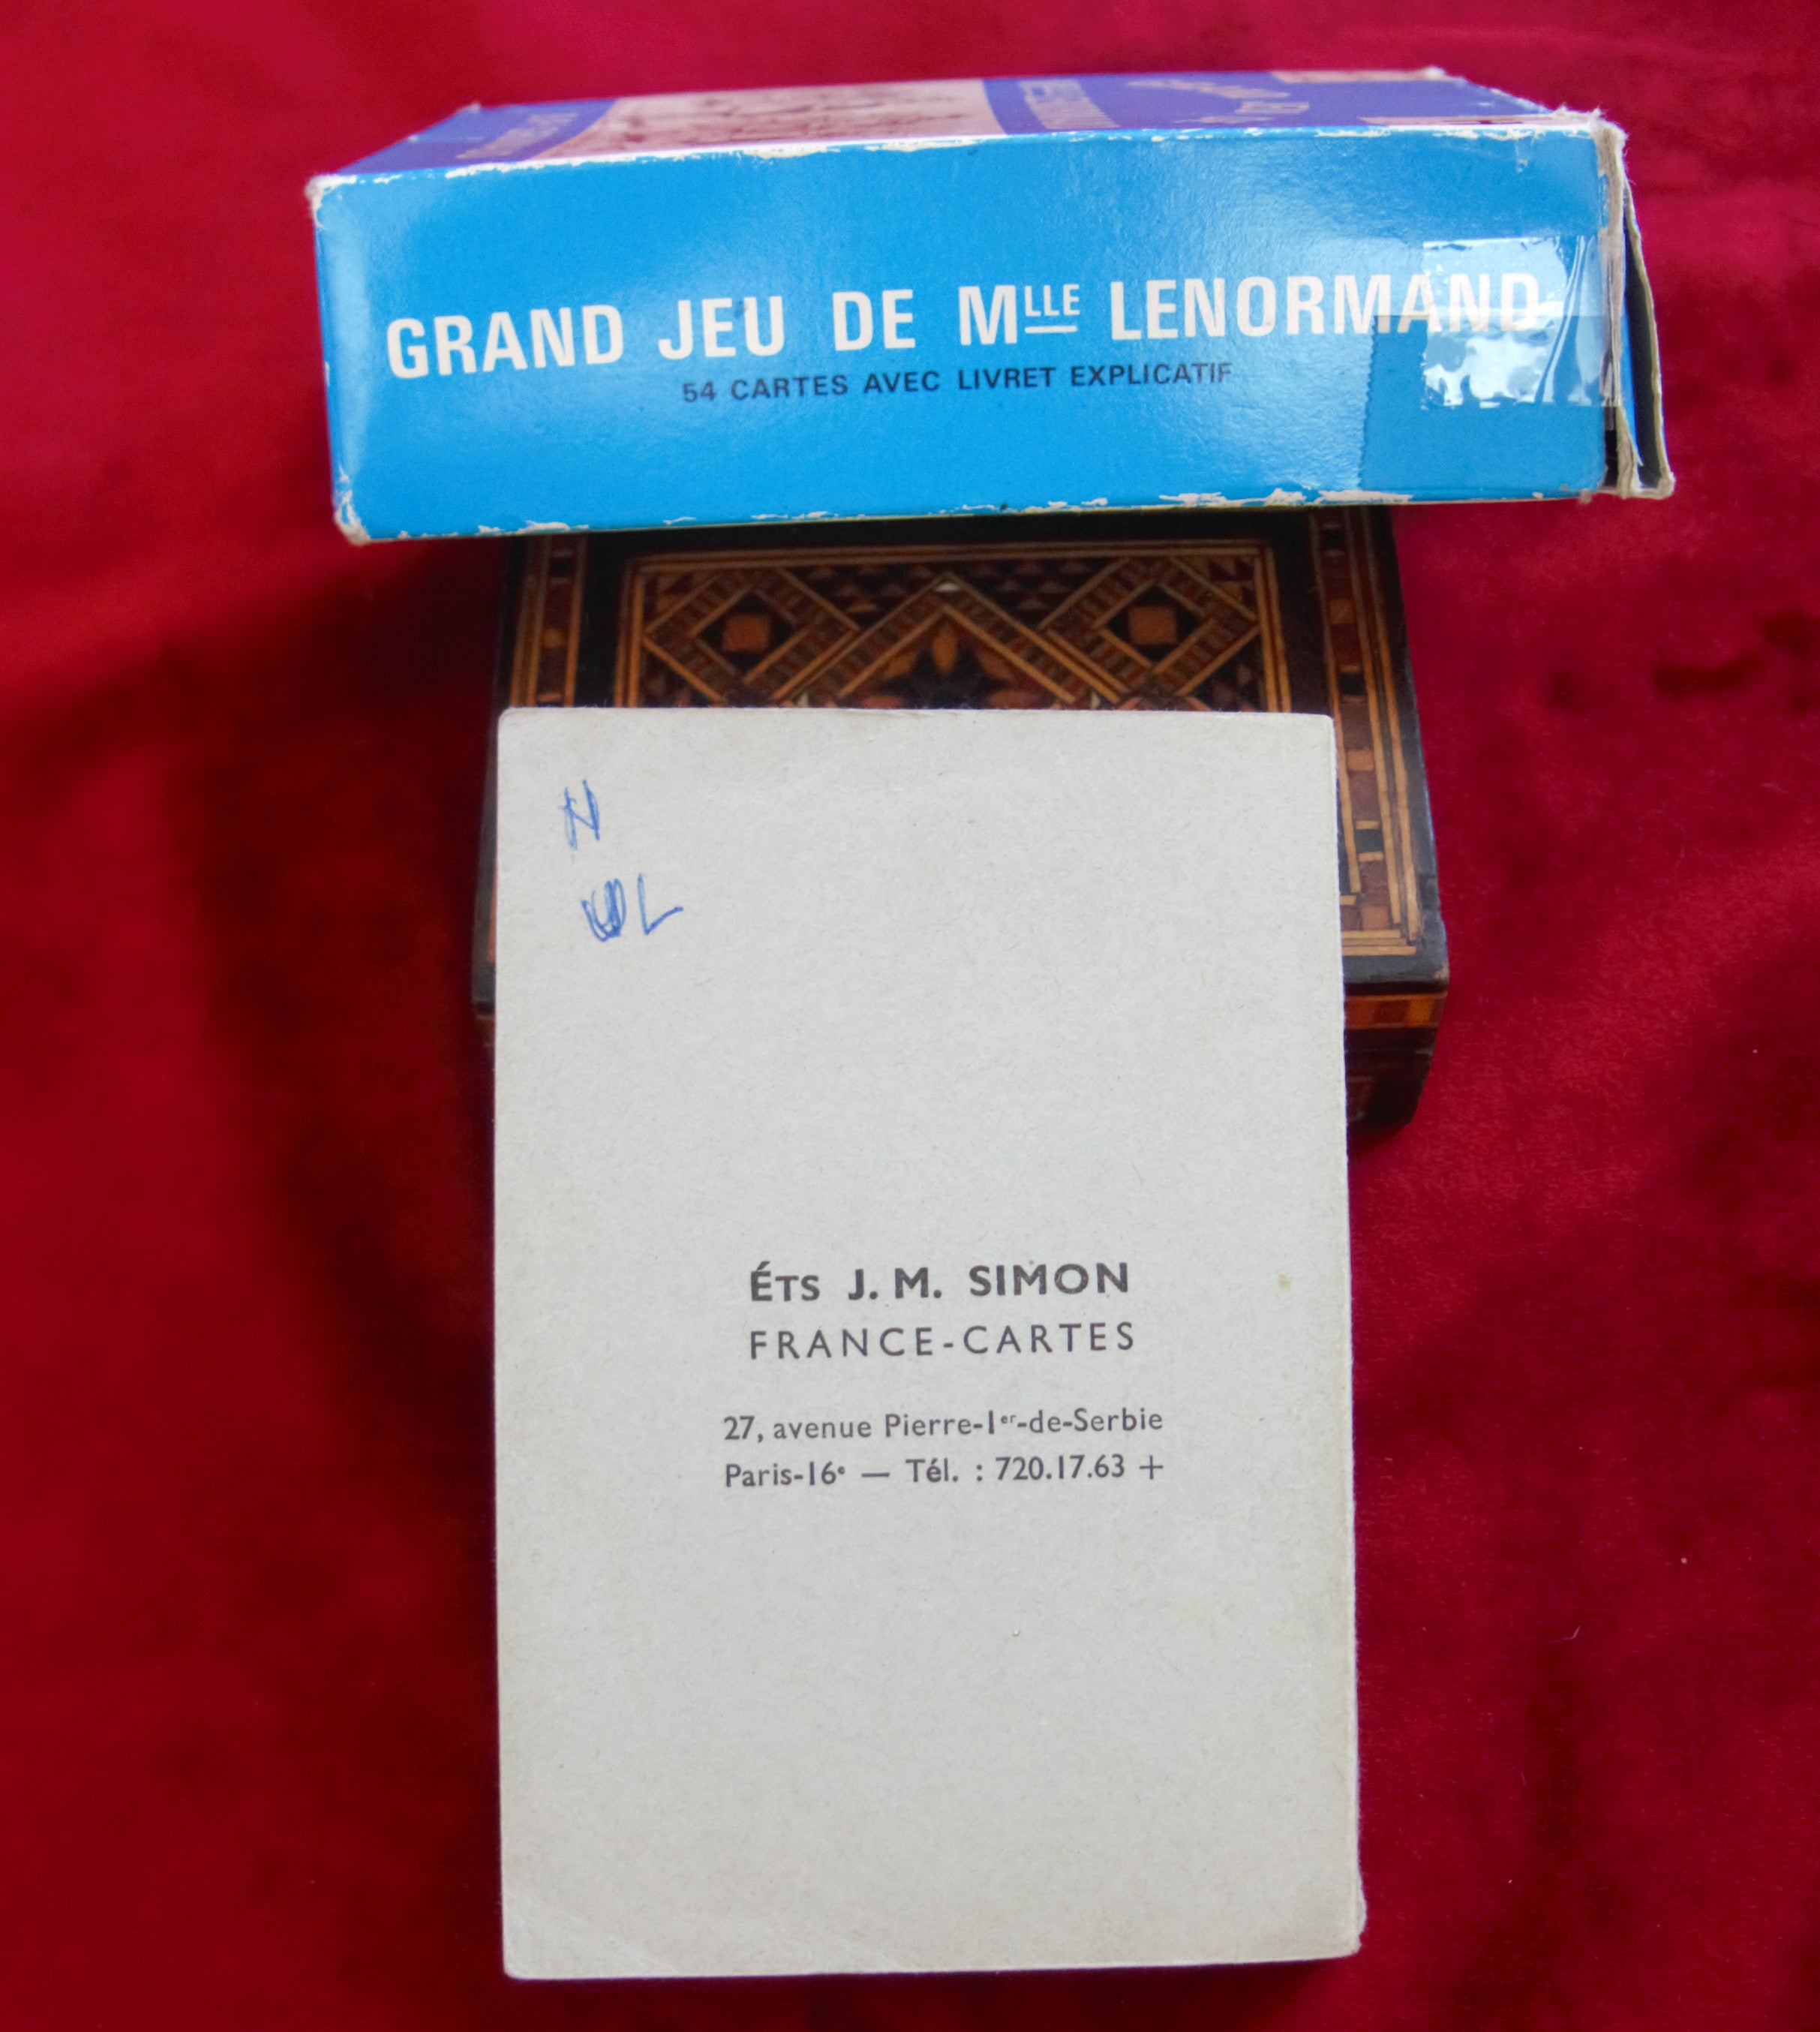 GRAND JEU DE MLLE LENORMAND
54 CARTES AVEC LIVRET EXPLICATIF
N
L
ÉTS J. M. SIMON
FRANCE-CARTES
27, avenue Pierre-1er-de-Serbie
Paris-16e — Tél. : 720.17.63 +